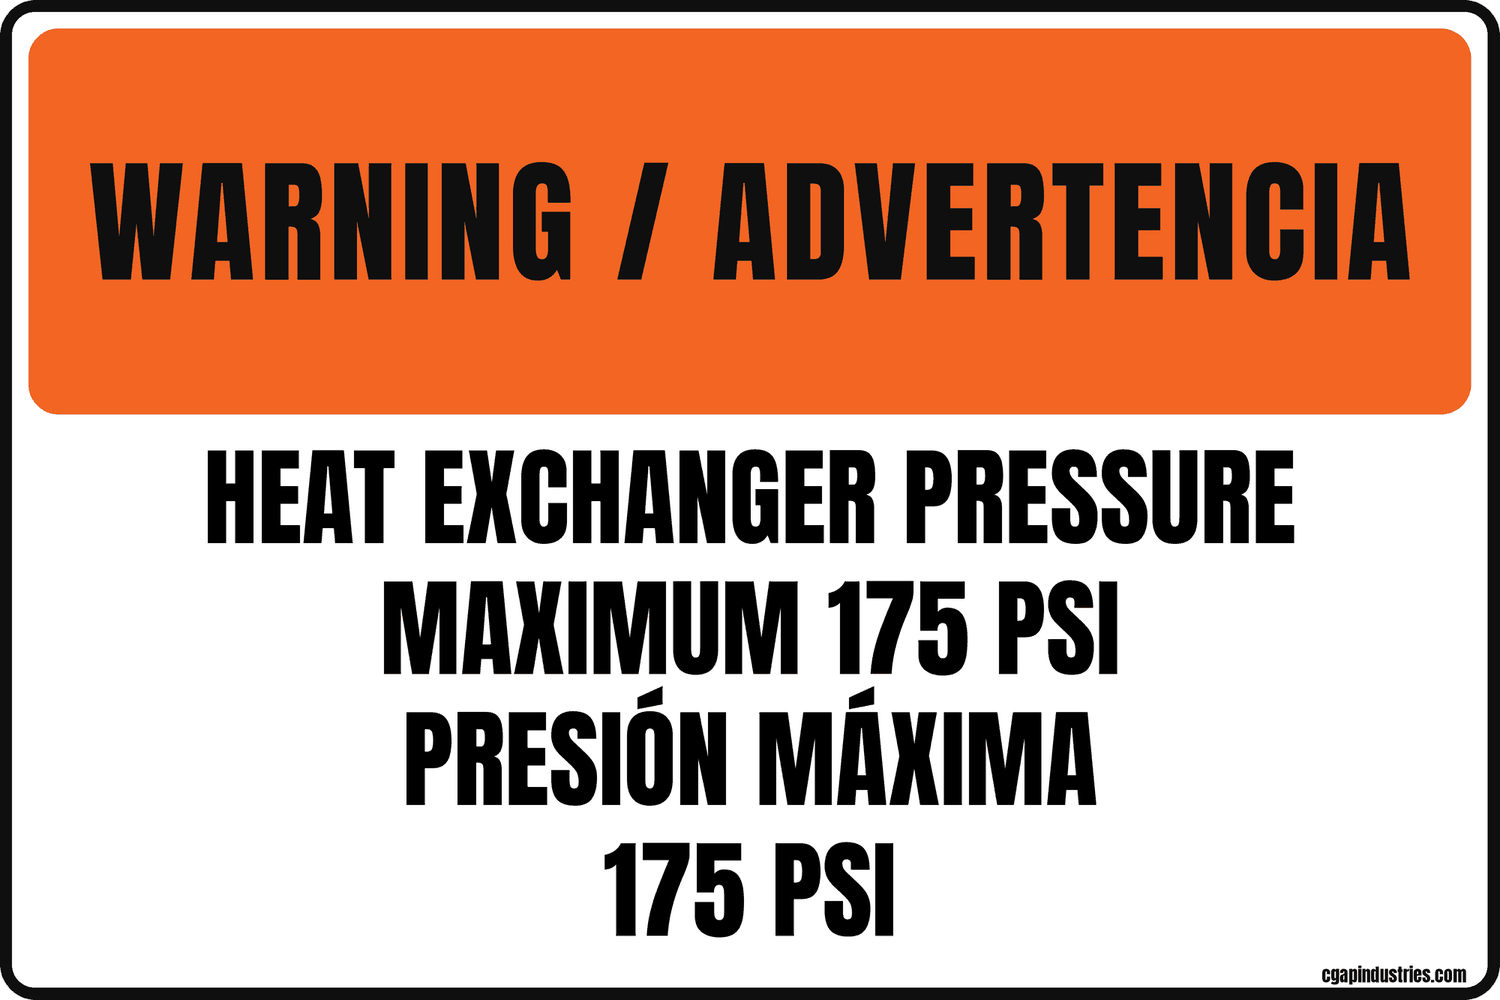 WARNING / ADVERTENCIA
HEAT EXCHANGER PRESSURE
MAXIMUM 175 PSI
PRESIÓN MÁXIMA
175 PSI
cgapindustries.com